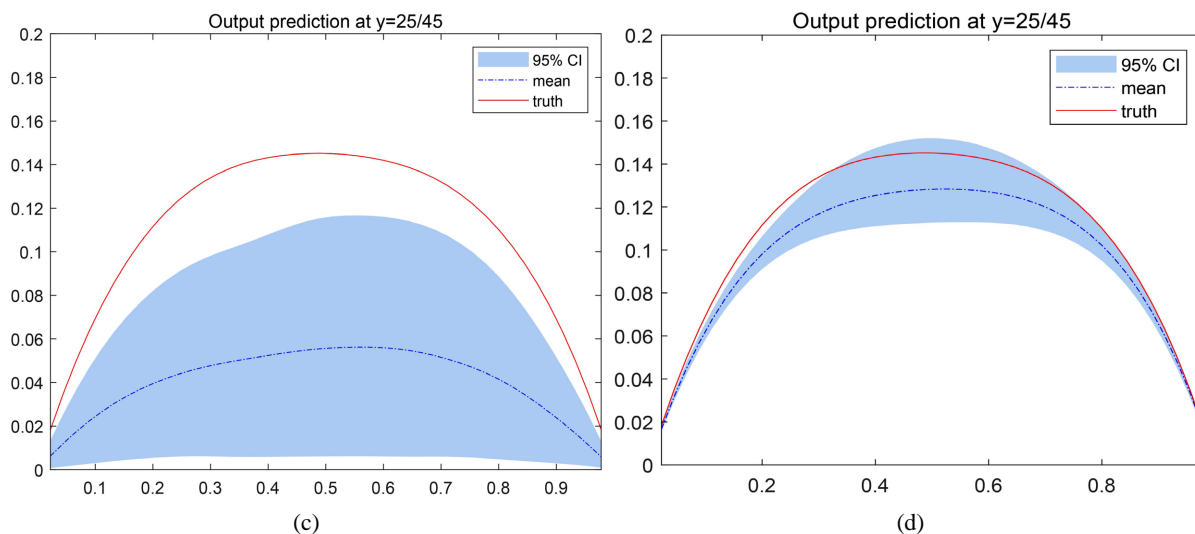 Output prediction at y=25/45
0.2
0.18
0.16
0.14
0.12
0.1
0.08
0.06
0.04
0.02
0
95% CI
mean
truth
0.1 0.2 0.3 0.4 0.5 0.6 0.7 0.8 0.9
(c)
Output prediction at y=25/45
0.2
0.18
0.16
0.14
0.12
0.1
0.08
0.06
0.04
0.02
0
95% CI
mean
truth
0.2 0.4 0.6 0.8
(d)